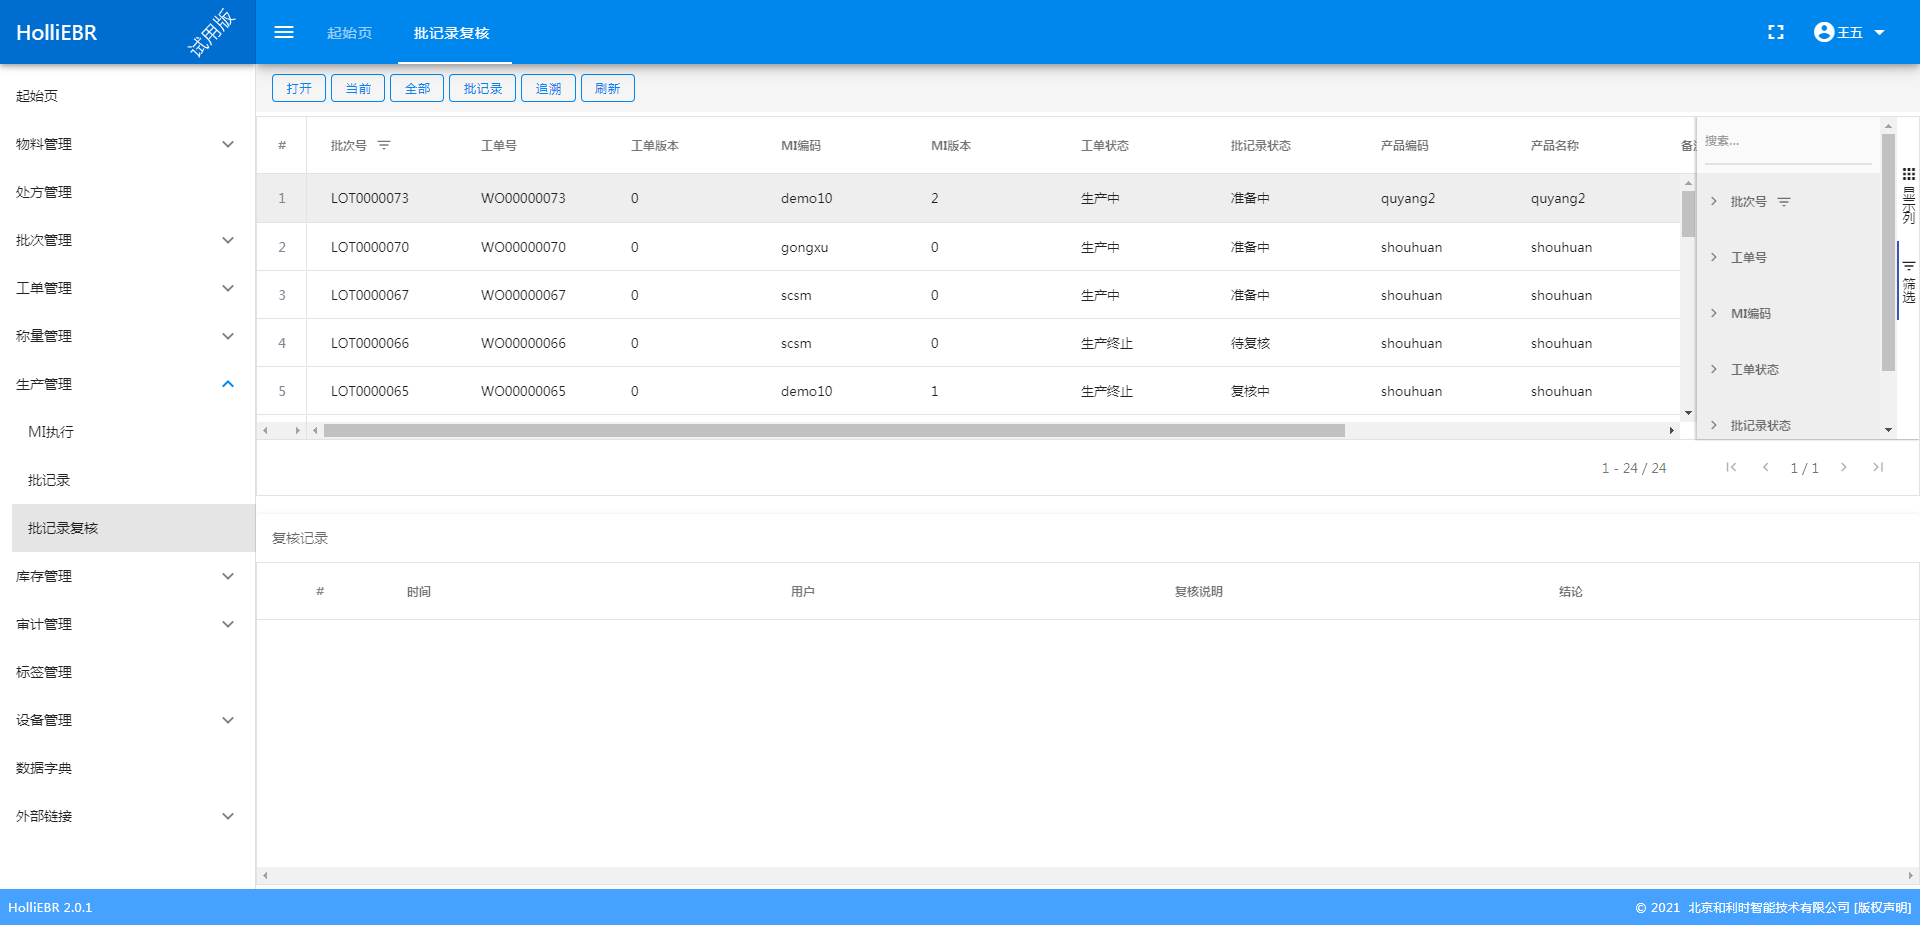 HolliEBR 试用版 起始页 批记录复核 王五
打开 当前 全部 批记录 追溯 刷新
起始页
物料管理
处方管理
批次管理
工单管理
称量管理
生产管理
MI执行
批记录
批记录复核
库存管理
审计管理
标签管理
设备管理
数据字典
外部链接
# 批次号 工单号 工单版本 MI编码 MI版本 工单状态 批记录状态 产品编码 产品名称
1 LOT0000073 WO00000073 0 demo10 2 生产中 准备中 quyang2 quyang2
2 LOT0000070 WO00000070 0 gongxu 0 生产中 准备中 shouhuan shouhuan
3 LOT0000067 WO00000067 0 scsm 0 生产中 准备中 shouhuan shouhuan
4 LOT0000066 WO00000066 0 scsm 0 生产终止 待复核 shouhuan shouhuan
5 LOT0000065 WO00000065 0 demo10 1 生产终止 复核中 shouhuan shouhuan
搜索...
批次号
工单号
MI编码
工单状态
批记录状态
显示列
筛选
1 - 24 / 24 1 / 1
复核记录
# 时间 用户 复核说明 结论
HolliEBR 2.0.1 © 2021 北京和利时智能技术有限公司 [版权声明]